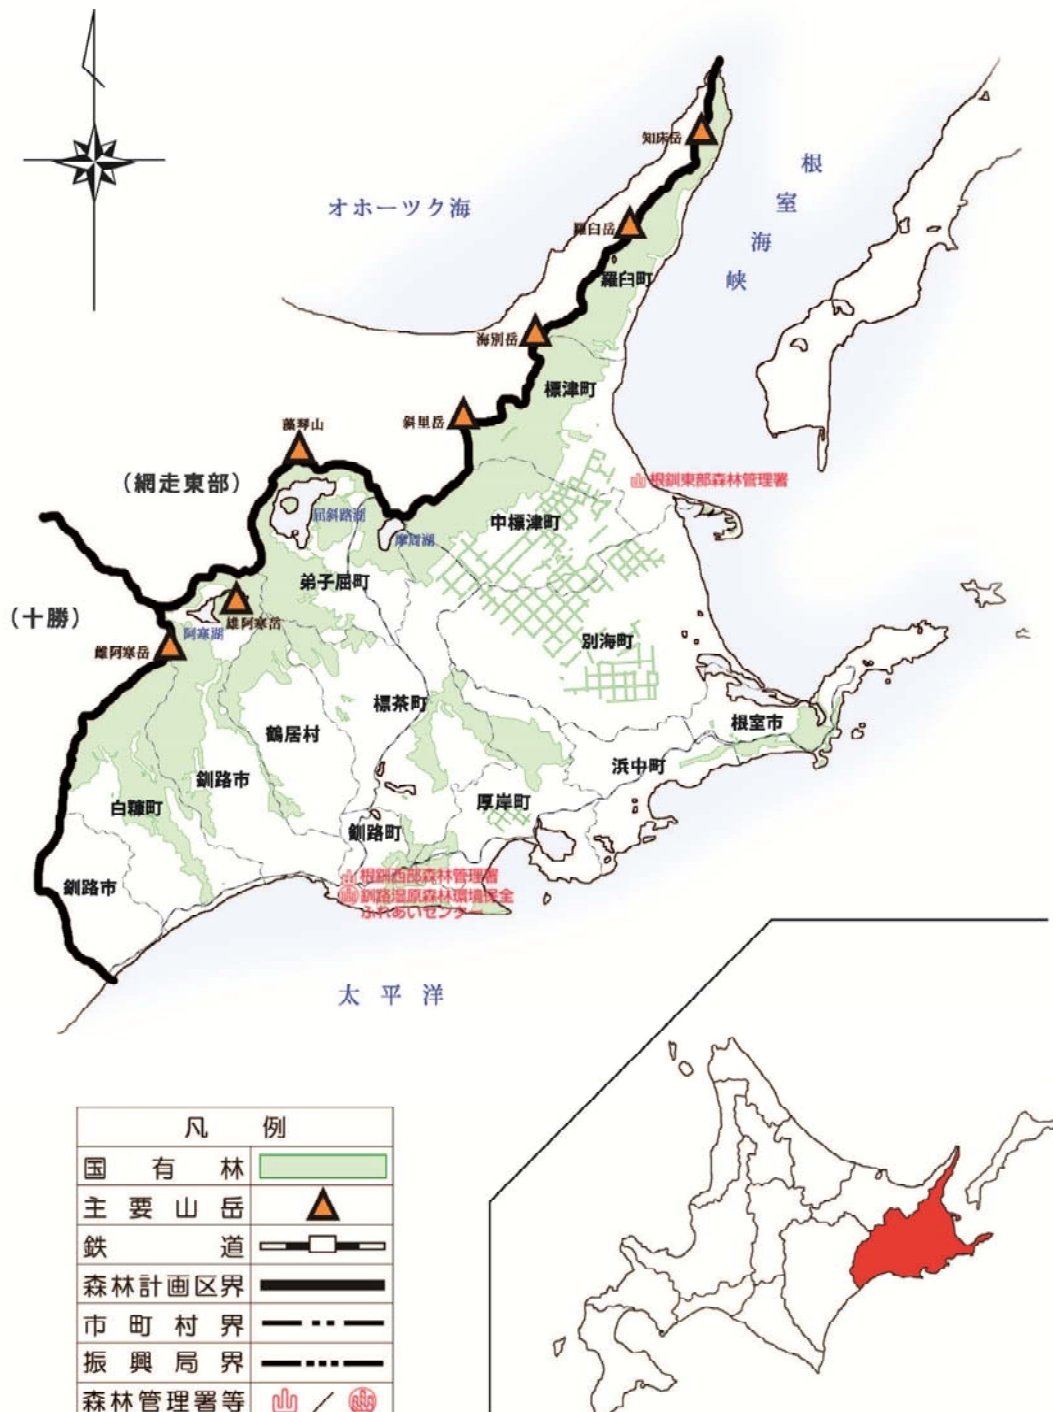 知床岳
根室海峡
オホーツク海
羅臼岳
羅臼町
海別岳
標津町
斜里岳
藻琴山
（網走東部）
根釧東部森林管理署
屈斜路湖
中標津町
摩周湖
弟子屈町
（十勝）
雄阿寒岳
阿寒湖
雌阿寒岳
別海町
標茶町
鶴居村
根室市
浜中町
釧路市
白糠町
厚岸町
釧路町
釧路市
根釧西部森林管理署
釧路湿原森林環境保全
ふれあいセンター
太平洋
凡例
国有林
主要山岳
鉄道
森林計画区界
市町村界
振興局界
森林管理署等 ／